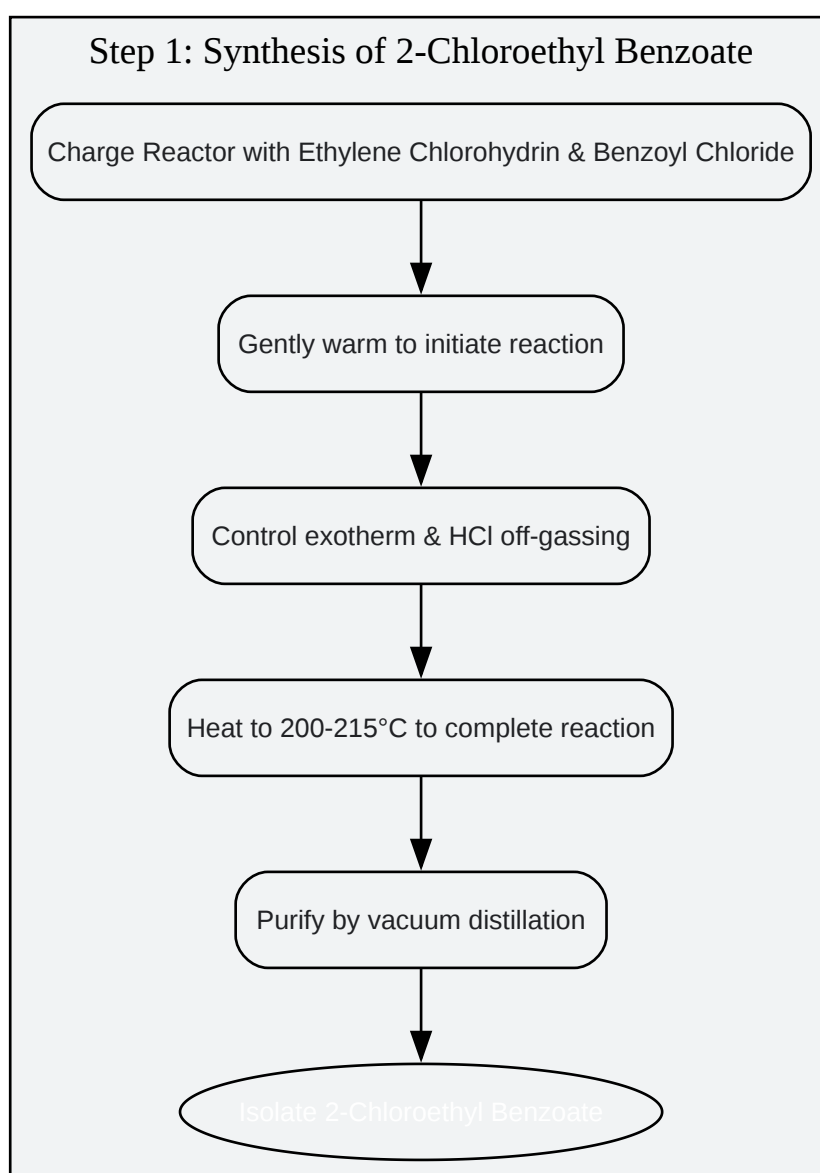 Step 1: Synthesis of 2-Chloroethyl Benzoate
Charge Reactor with Ethylene Chlorohydrin & Benzoyl Chloride
Gently warm to initiate reaction
Control exotherm & HCl off-gassing
Heat to 200-215°C to complete reaction
Purify by vacuum distillation
Isolate 2-Chloroethyl Benzoate